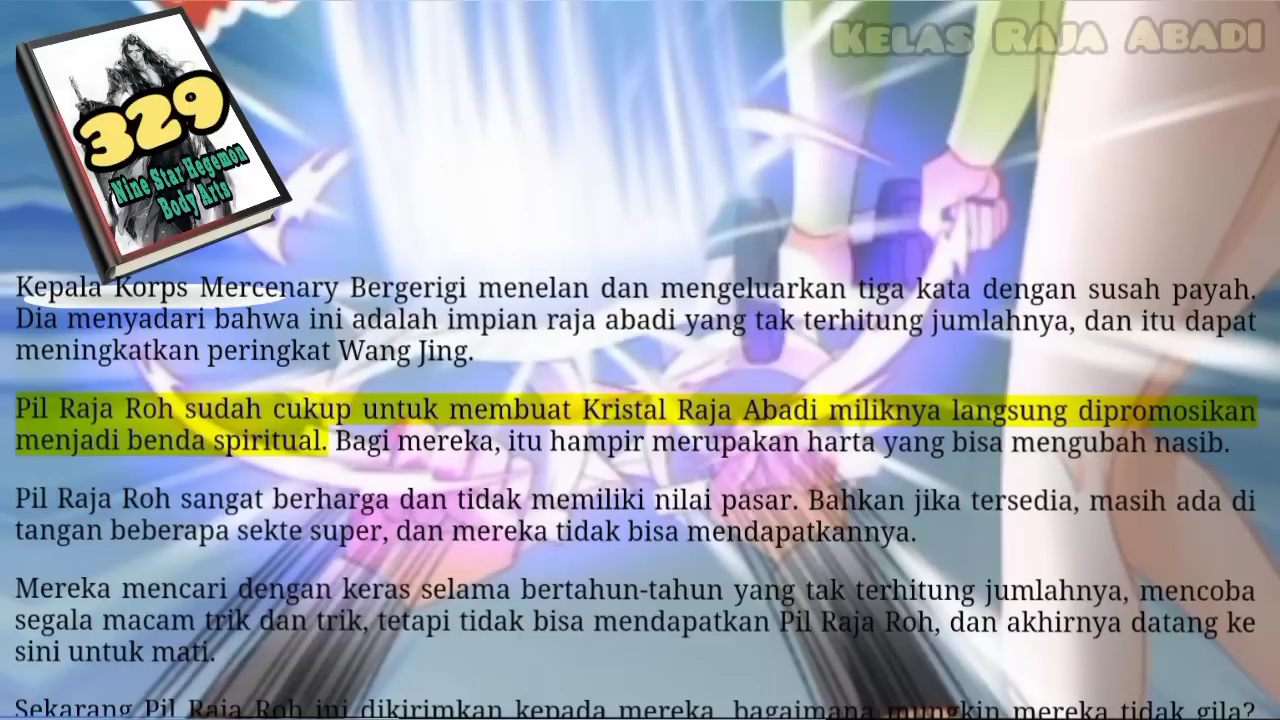 Kelas Raja Abadi
329
Nine Star Hegemon
Body Arts
Kepala Korps Mercenary Bergerigi menelan dan mengeluarkan tiga kata dengan susah payah.
Dia menyadari bahwa ini adalah impian raja abadi yang tak terhitung jumlahnya, dan itu dapat
meningkatkan peringkat Wang Jing.
Pil Raja Roh sudah cukup untuk membuat Kristal Raja Abadi miliknya langsung dipromosikan
menjadi benda spiritual. Bagi mereka, itu hampir merupakan harta yang bisa mengubah nasib.
Pil Raja Roh sangat berharga dan tidak memiliki nilai pasar. Bahkan jika tersedia, masih ada di
tangan beberapa sekte super, dan mereka tidak bisa mendapatkannya.
Mereka mencari dengan keras selama bertahun-tahun yang tak terhitung jumlahnya, mencoba
segala macam trik dan trik, tetapi tidak bisa mendapatkan Pil Raja Roh, dan akhirnya datang ke
sini untuk mati.
Sekarang Pil Raja Roh ini dikirimkan kepada mereka, bagaimana mungkin mereka tidak gila?